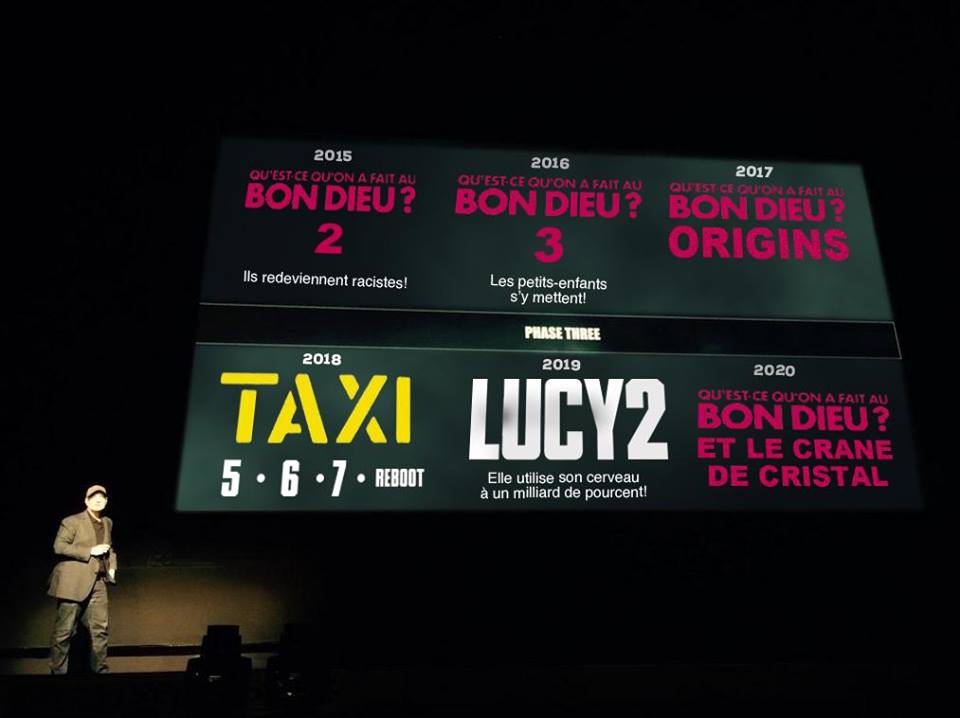 2015
QU'EST-CE QU'ON A FAIT AU
BON DIEU?
2
Ils redeviennent racistes!
2016
QU'EST-CE QU'ON A FAIT AU
BON DIEU?
3
Les petits-enfants
s'y mettent!
2017
QU'EST-CE QU'ON A FAIT AU
BON DIEU?
ORIGINS
PHASE THREE
2018
TAXI
5 · 6 · 7 · REBOOT
2019
LUCY2
Elle utilise son cerveau
à un milliard de pourcent!
2020
QU'EST-CE QU'ON A FAIT AU
BON DIEU?
ET LE CRANE
DE CRISTAL